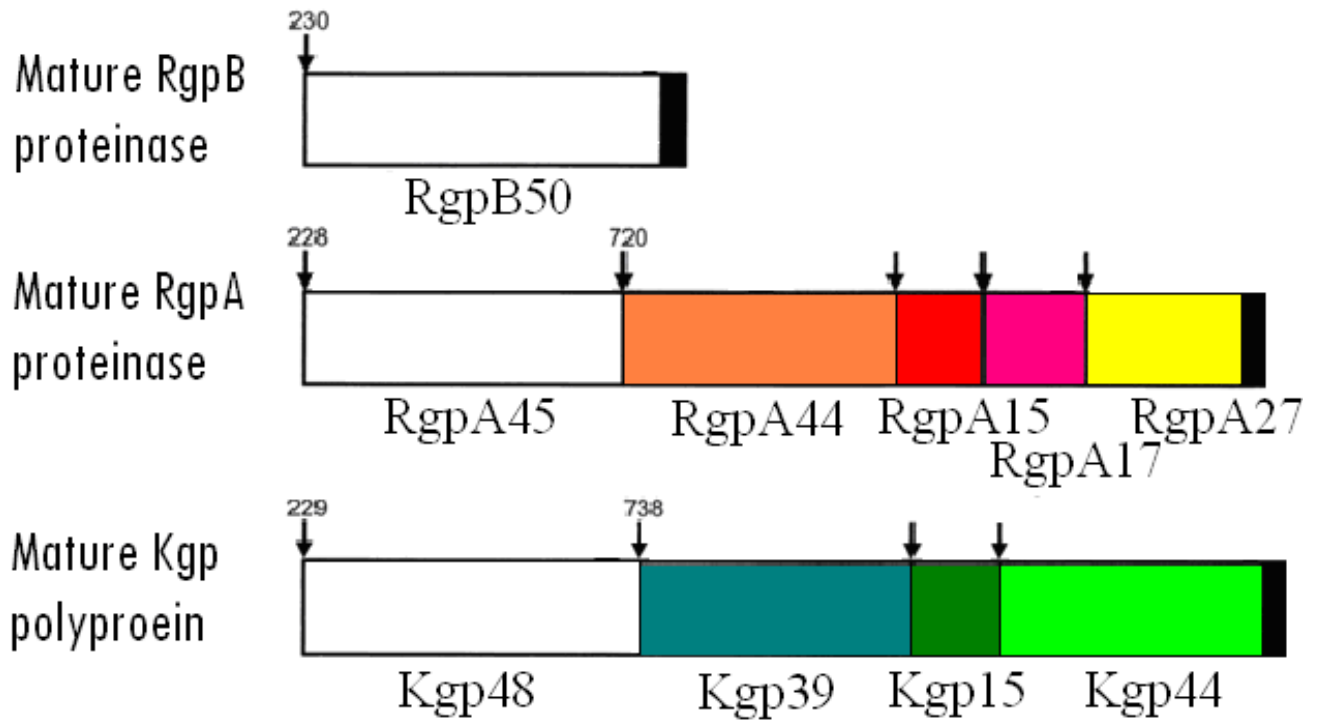 230
Mature RgpB
proteinase
RgpB50
228
720
Mature RgpA
proteinase
RgpA45
RgpA44
RgpA15
RgpA27
RgpA17
229
738
Mature Kgp
polyproein
Kgp48
Kgp39
Kgp15
Kgp44